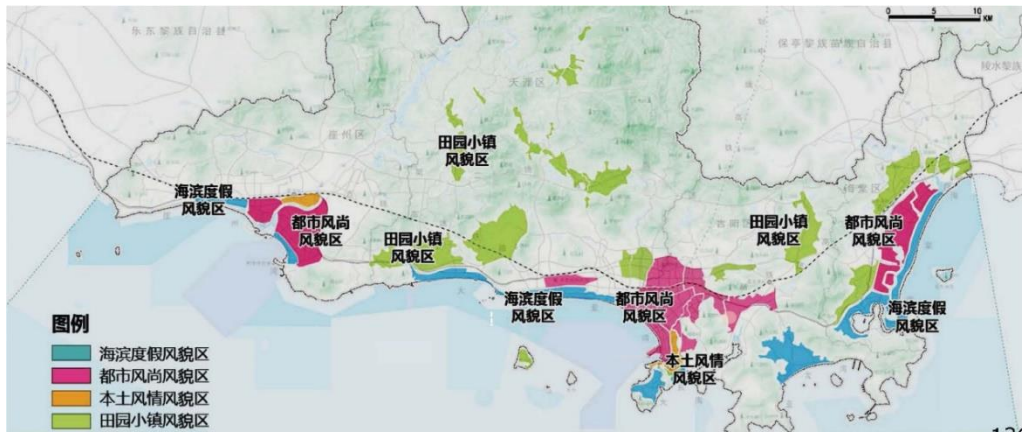 0 5 10
KM
乐东黎族自治县
保亭黎族苗族自治县
陵水黎族
天涯区
崖州区
田园小镇
风貌区
海滨度假
风貌区
都市风尚
风貌区
田园小镇
风貌区
田园小镇
风貌区
都市风尚
风貌区
吉阳区
海棠区
海滨度假
风貌区
都市风尚
风貌区
海滨度假
风貌区
本土风情
风貌区
图例
海滨度假风貌区
都市风尚风貌区
本土风情风貌区
田园小镇风貌区